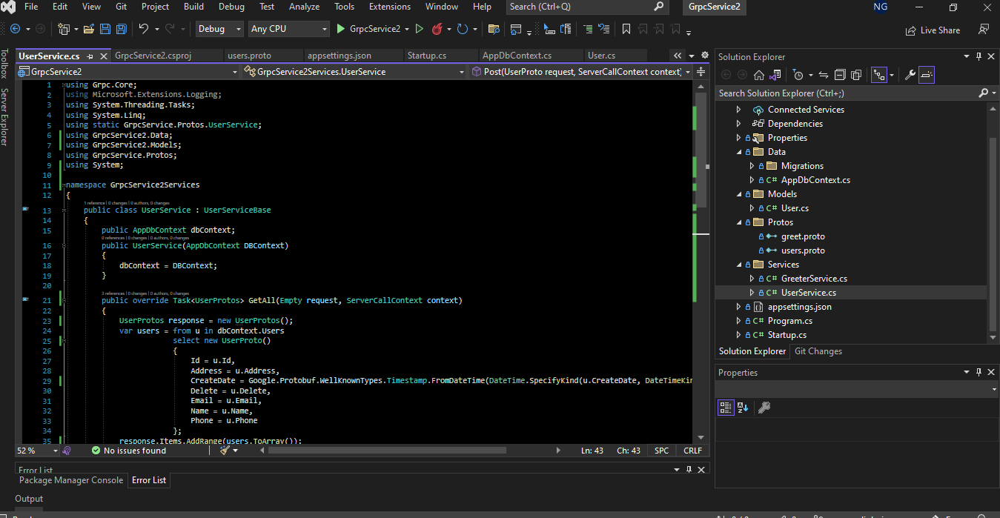 File Edit View Git Project Build Debug Test Analyze Tools Extensions Window Help Search (Ctrl+Q) GrpcService2 NG
Debug Any CPU GrpcService2 Live Share
Toolbox
Server Explorer
UserService.cs GrpcService2.csproj users.proto appsettings.json Startup.cs AppDbContext.cs User.cs
GrpcService2 GrpcService2Services.UserService Post(UserProto request, ServerCallContext context)
1 using Grpc.Core;
2 using Microsoft.Extensions.Logging;
3 using System.Threading.Tasks;
4 using System.Linq;
5 using static GrpcService.Protos.UserService;
6 using GrpcService2.Data;
7 using GrpcService2.Models;
8 using GrpcService.Protos;
9 using System;
10
11 namespace GrpcService2Services
12 {
1 reference | 0 changes | 0 authors, 0 changes
13 public class UserService : UserServiceBase
14 {
15 public AppDbContext dbContext;
0 references | 0 changes | 0 authors, 0 changes
16 public UserService(AppDbContext DBContext)
17 {
18 dbContext = DBContext;
19 }
20
3 references | 0 changes | 0 authors, 0 changes
21 public override Task<UserProtos> GetAll(Empty request, ServerCallContext context)
22 {
23 UserProtos response = new UserProtos();
24 var users = from u in dbContext.Users
25 select new UserProto()
26 {
27 Id = u.Id,
28 Address = u.Address,
29 CreateDate = Google.Protobuf.WellKnownTypes.Timestamp.FromDateTime(DateTime.SpecifyKind(u.CreateDate, DateTimeKin
30 Delete = u.Delete,
31 Email = u.Email,
32 Name = u.Name,
33 Phone = u.Phone
34 };
35 response.Items.AddRange(users.ToArray());
52 % No issues found Ln: 43 Ch: 43 SPC CRLF
Error List
Package Manager Console Error List
Output
Solution Explorer
Search Solution Explorer (Ctrl+;)
Connected Services
Dependencies
Properties
Data
Migrations
C# AppDbContext.cs
Models
C# User.cs
Protos
greet.proto
users.proto
Services
C# GreeterService.cs
C# UserService.cs
appsettings.json
C# Program.cs
C# Startup.cs
Solution Explorer Git Changes
Properties